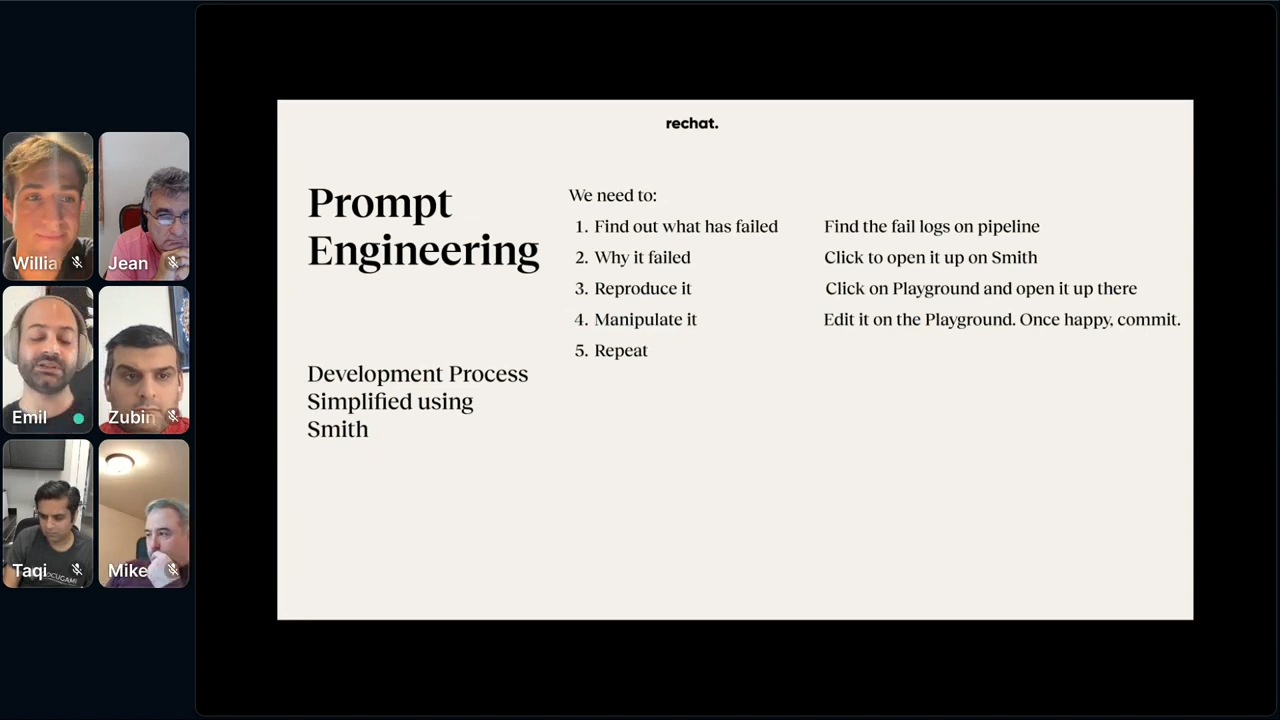 rechat.
Prompt
Engineering
Development Process
Simplified using
Smith
We need to:
1. Find out what has failed
2. Why it failed
3. Reproduce it
4. Manipulate it
5. Repeat
Find the fail logs on pipeline
Click to open it up on Smith
Click on Playground and open it up there
Edit it on the Playground. Once happy, commit.
Willia
Jean
Emil
Zubin
Taqi
Mike